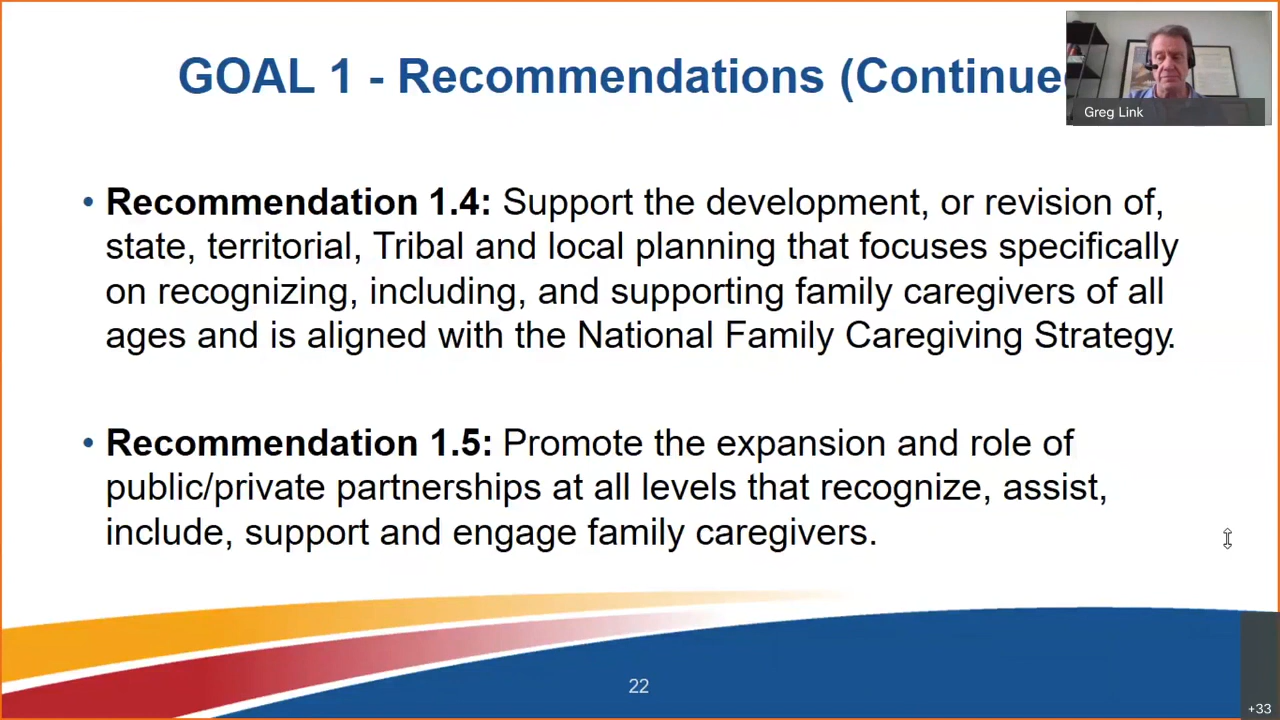 GOAL 1 - Recommendations (Continue
Greg Link
• Recommendation 1.4: Support the development, or revision of,
state, territorial, Tribal and local planning that focuses specifically
on recognizing, including, and supporting family caregivers of all
ages and is aligned with the National Family Caregiving Strategy.
• Recommendation 1.5: Promote the expansion and role of
public/private partnerships at all levels that recognize, assist,
include, support and engage family caregivers.
22
+33